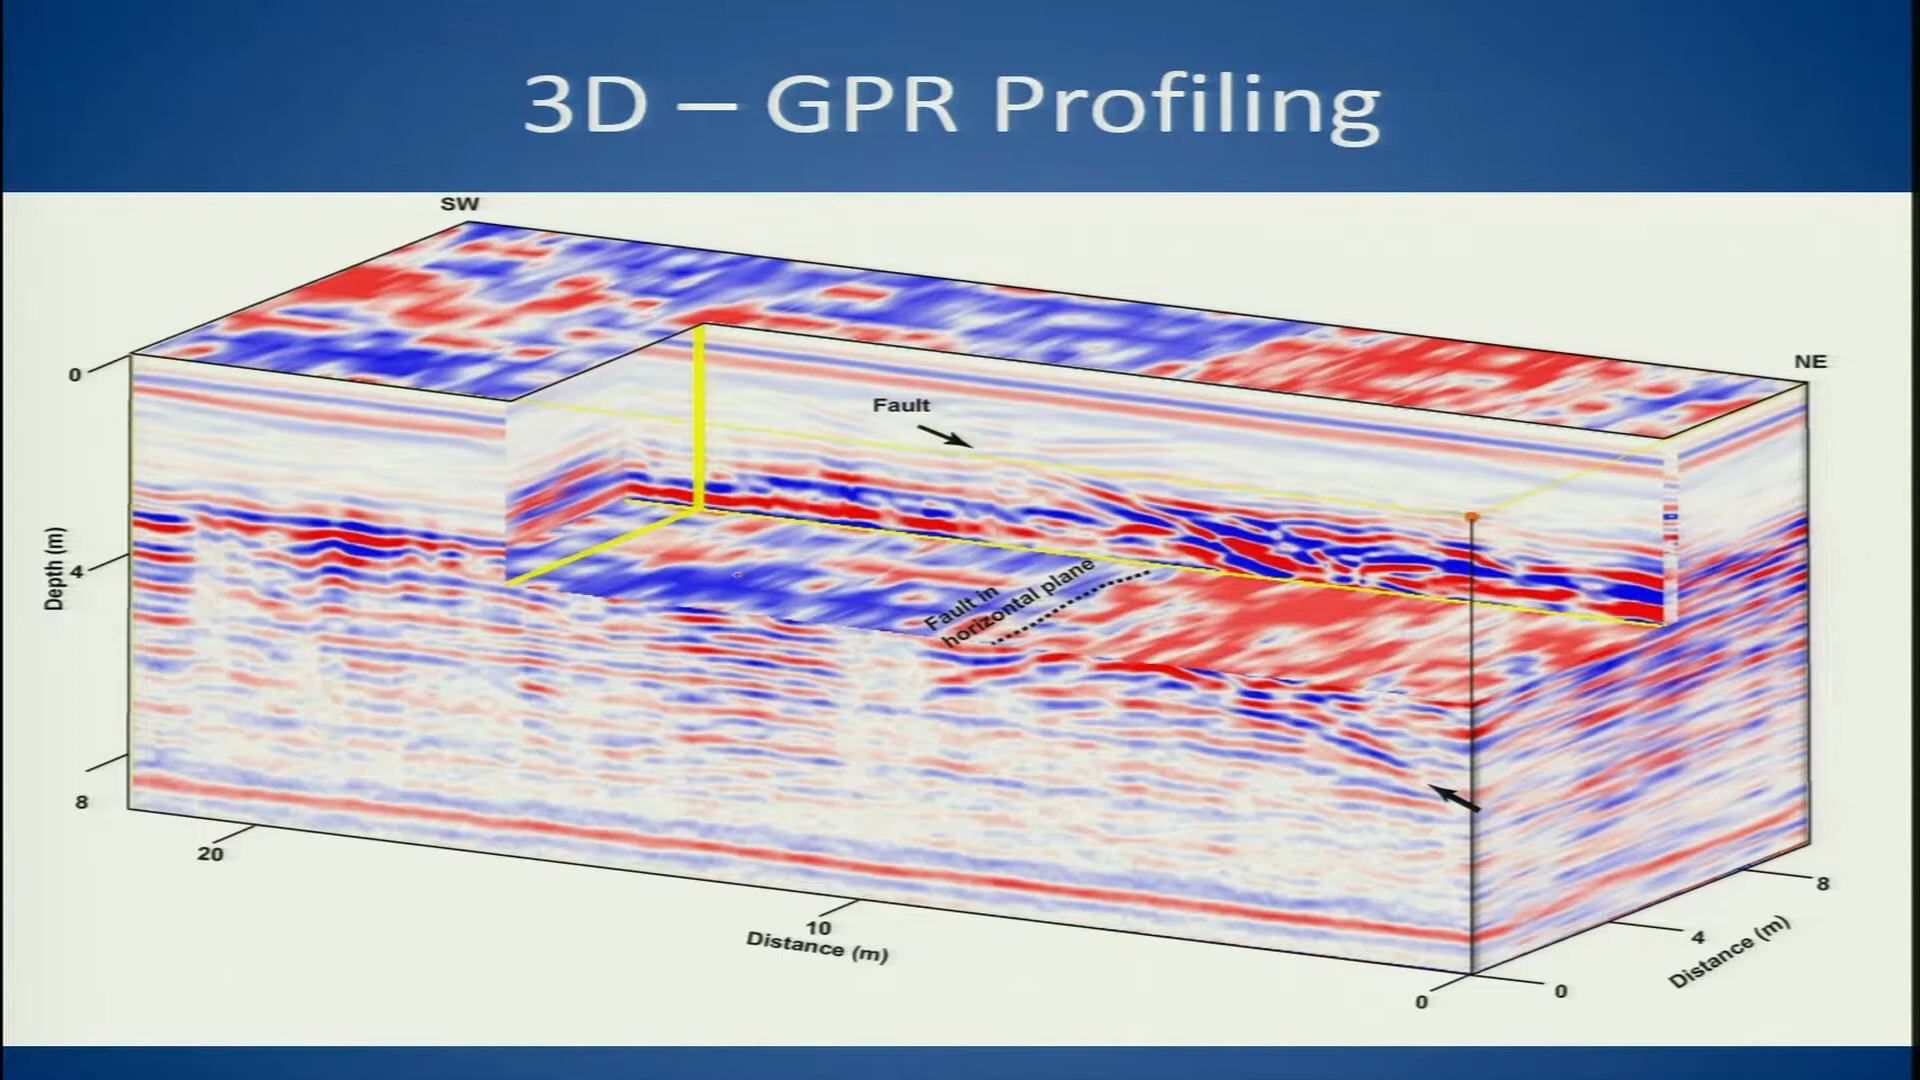 3D – GPR Profiling
SW
NE
0
Fault
Depth (m)
4
Fault in
horizontal plane
8
20
10
Distance (m)
0
0
4
8
Distance (m)